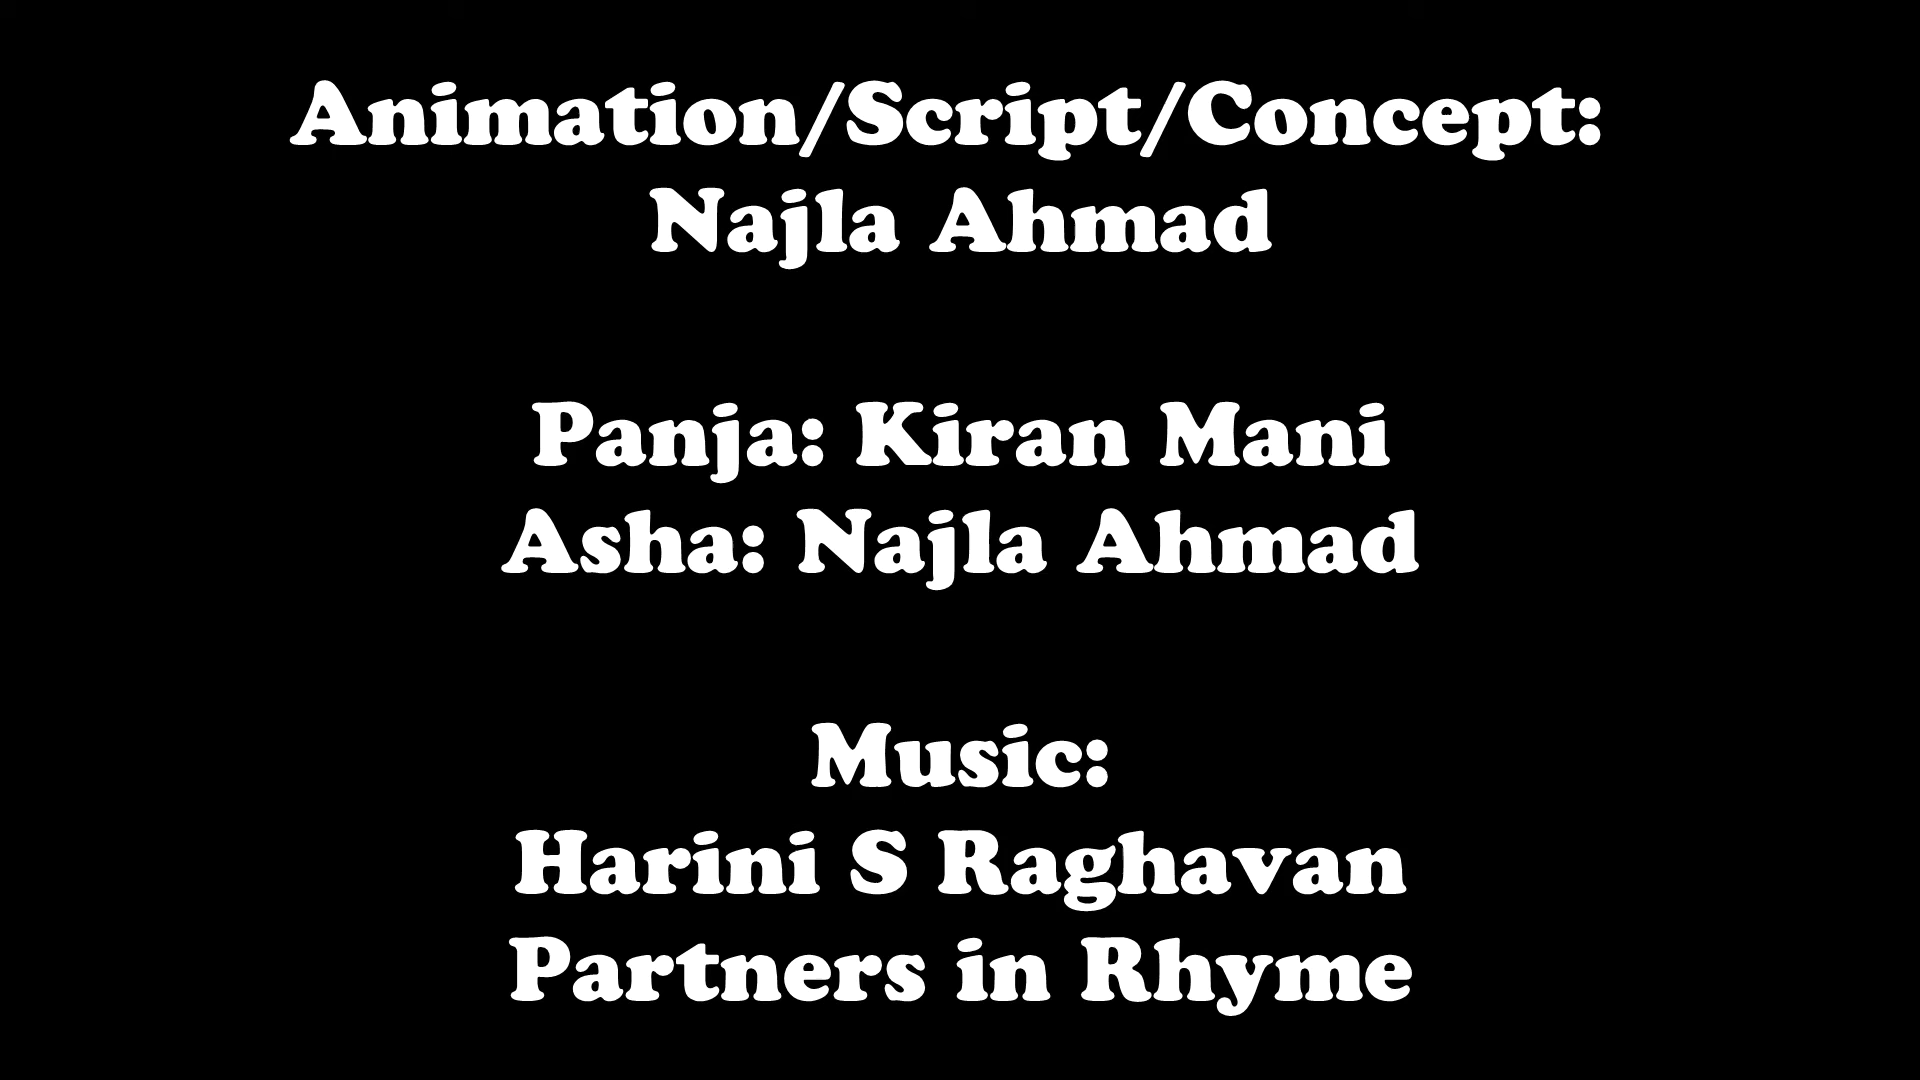 Animation/Script/Concept:
Najla Ahmad
Panja: Kiran Mani
Asha: Najla Ahmad
Music:
Harini S Raghavan
Partners in Rhyme